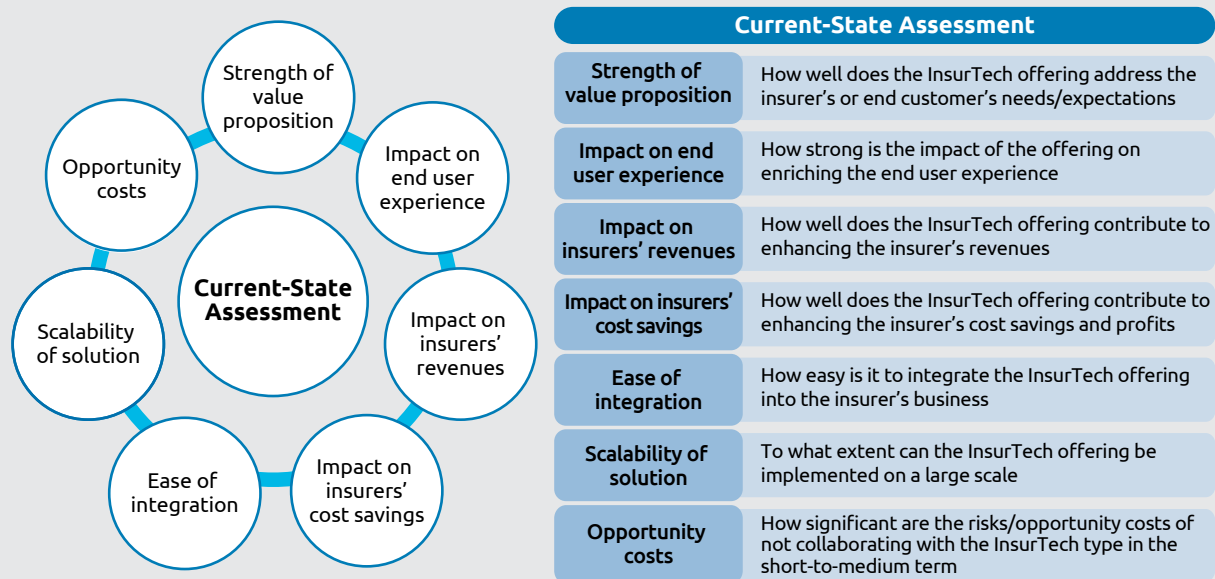 Strength of
value
proposition
Impact on
end user
experience
Impact on
insurers'
revenues
Impact on
insurers'
cost savings
Ease of
integration
Scalability
of solution
Opportunity
costs
Current-State
Assessment
Current-State Assessment
Strength of
value proposition
How well does the InsurTech offering address the
insurer's or end customer's needs/expectations
Impact on end
user experience
How strong is the impact of the offering on
enriching the end user experience
Impact on
insurers' revenues
How well does the InsurTech offering contribute to
enhancing the insurer's revenues
Impact on insurers'
cost savings
How well does the InsurTech offering contribute to
enhancing the insurer's cost savings and profits
Ease of
integration
How easy is it to integrate the InsurTech offering
into the insurer's business
Scalability of
solution
To what extent can the InsurTech offering be
implemented on a large scale
Opportunity
costs
How significant are the risks/opportunity costs of
not collaborating with the InsurTech type in the
short-to-medium term